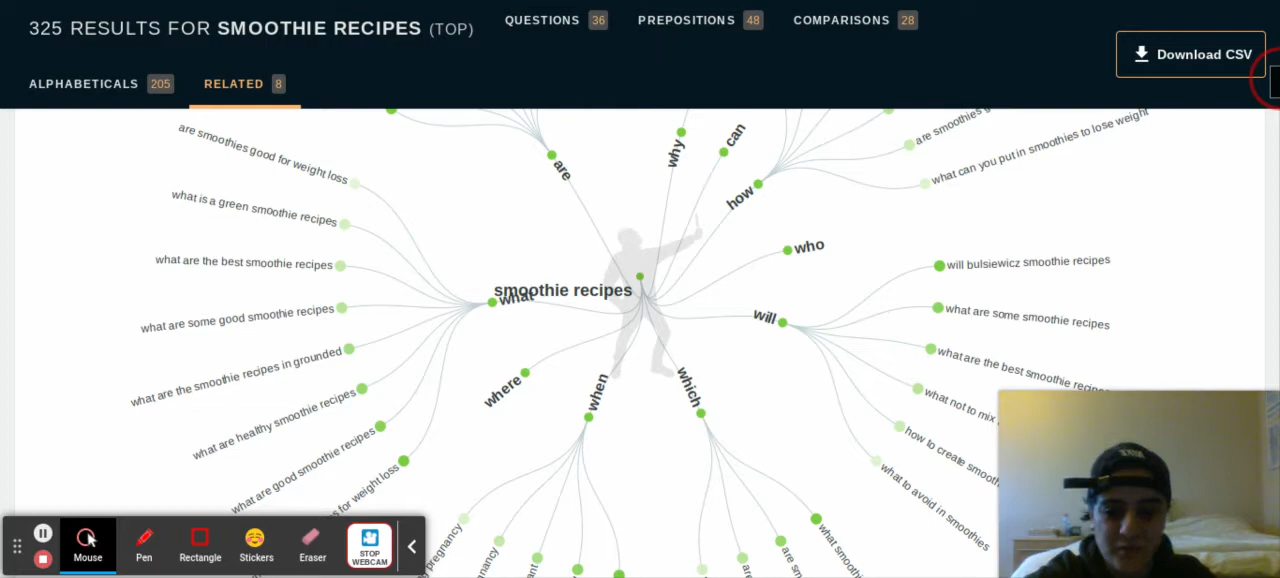 325 RESULTS FOR SMOOTHIE RECIPES (TOP)
QUESTIONS 36
PREPOSITIONS 48
COMPARISONS 28
Download CSV
ALPHABETICALS 205
RELATED 8
are smoothies good for weight loss
what is a green smoothie recipes
what are the best smoothie recipes
what are some good smoothie recipes
what are the smoothie recipes in grounded
what are healthy smoothie recipes
what are good smoothie recipes
for weight loss
are
why
can
how
who
will
which
when
where
what
smoothie recipes
are smoothies
what can you put in smoothies to lose weight
will bulsiewicz smoothie recipes
what are some smoothie recipes
what are the best smoothie recipes
what not to mix
how to create
what to avoid in smoothies
pregnancy
what
are
Mouse
Pen
Rectangle
Stickers
Eraser
STOP
WEBCAM